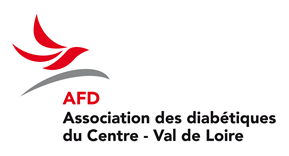 AFD
Association des diabétiques
du Centre - Val de Loire